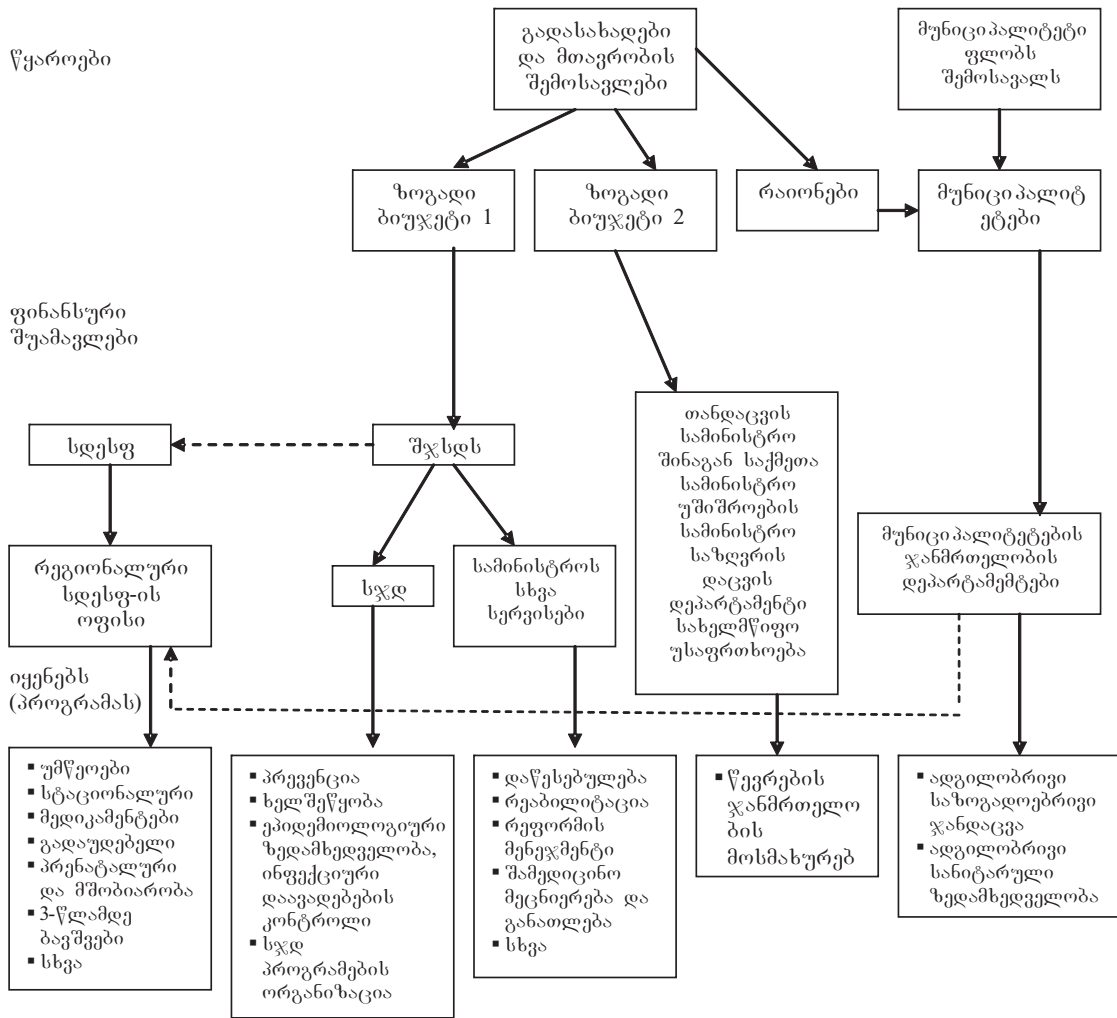 წყაროები
გადასახადები
და მთავრობის
შემოსავლები
მუნიციპალიტეტი
ფლობს
შემოსავალს
ზოგადი
ბიუჯეტი 1
ზოგადი
ბიუჯეტი 2
რაიონები
მუნიციპალიტ
ეტები
ფინანსური
შუამავლები
სდესფ
შჯსდს
თანდაცვის
სამინისტრო
შინაგან საქმეთა
სამინისტრო
უშიშროების
სამინისტრო
საზღვრის
დაცვის
დეპარტამენტი
სახელმწიფო
უსაფრთხოება
რეგიონალური
სდესფ-ის
ოფისი
სჯდ
სამინისტროს
სხვა
სერვისები
მუნიციპალიტეტების
ჯანმრთელობის
დეპარტამემტები
იყენებს
(პროგრამას)
▪ უმწეოები
▪ სტაციონალური
▪ მედიკამენტები
▪ გადაუდებელი
▪ პრენატალური
და მშობიარობა
▪ 3-წლამდე
ბავშვები
▪ სხვა
▪ პრევენცია
▪ ხელშეწყობა
▪ ეპიდემიოლოგიური
ზედამხედველობა,
ინფექციური
დაავადებების
კონტროლი
▪ სჯდ
პროგრამების
ორგანიზაცია
▪ დაწესებულება
▪ რეაბილიტაცია
▪ რეფორმის
მენეჯმენტი
▪ შამედიცინო
მეცნიერება და
განათლება
▪ სხვა
▪ წევრების
ჯანმრთელო
ბის
მოსმახურებ
▪ ადგილობრივი
საზოგადოებრივი
ჯანდაცვა
▪ ადგილობრივი
სანიტარული
ზედამხედველობა